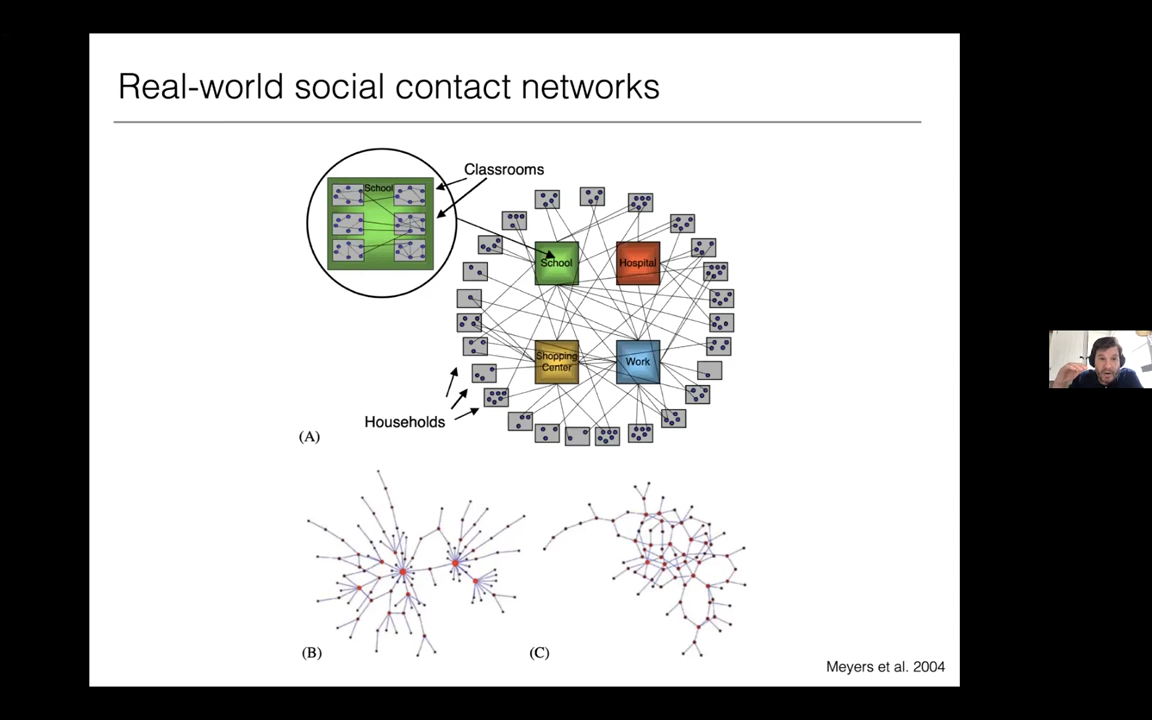 Real-world social contact networks
Classrooms
School
School
Hospital
Shopping
Center
Work
Households
(A)
(B)
(C)
Meyers et al. 2004